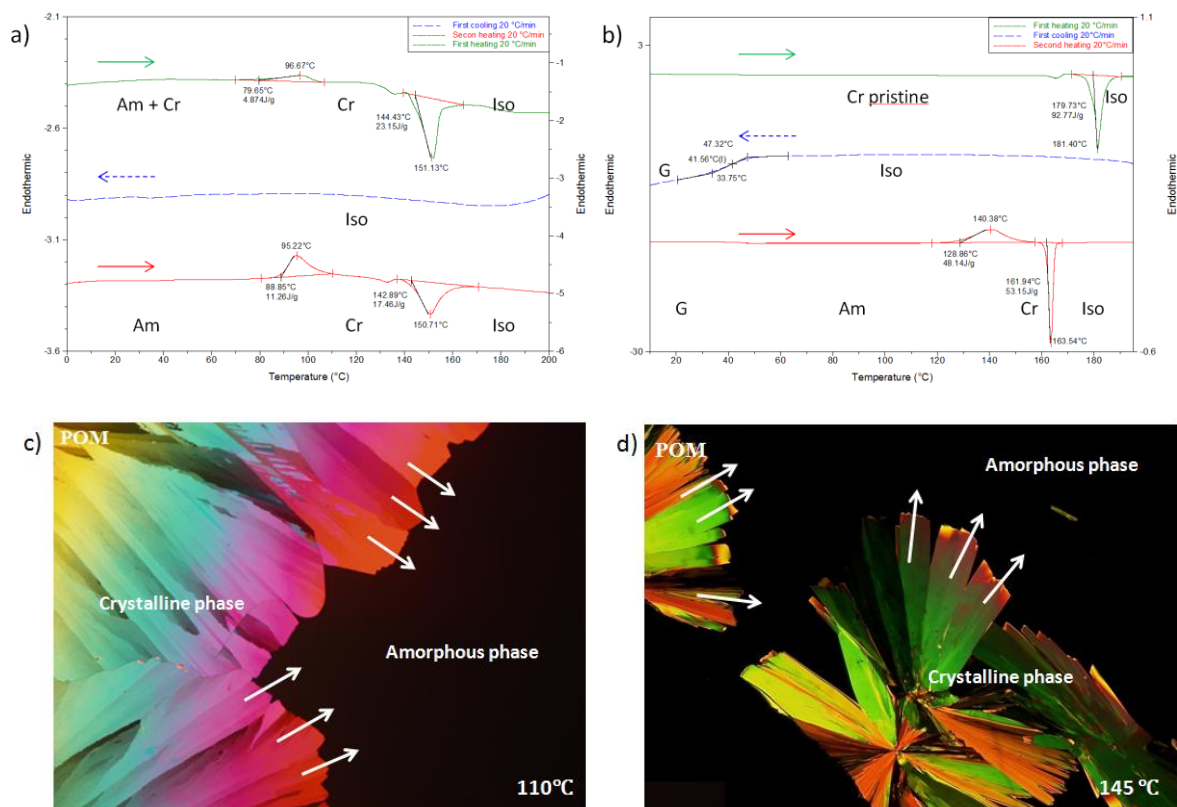 a)
-2.1
-2.6
-3.1
-3.6
Endothermic
First cooling 20 °C/min
Secon heating 20 °C/min
First heating 20 °C/min
-1
-2
-3
-4
-5
-6
Endothermic
96.67°C
79.65°C
4.874J/g
Am + Cr
Cr
Iso
144.43°C
23.15J/g
151.13°C
Iso
95.22°C
88.85°C
11.26J/g
142.89°C
17.46J/g
150.71°C
Am
Cr
Iso
0 20 40 60 80 100 120 140 160 180 200
Temperature (°C)
b)
3
-30
Endothermic
First heating 20 °C/min
First cooling 20 °C/min
Second heating 20°C/min
1.1
-0.6
Endothermic
Cr pristine
179.73°C
92.77J/g
Iso
181.40°C
47.32°C
41.56°C(I)
33.75°C
G
Iso
140.38°C
128.86°C
48.14J/g
161.94°C
53.15J/g
163.54°C
G
Am
Cr
Iso
20 40 60 80 100 120 140 160 180
Temperature (°C)
c)
POM
Crystalline phase
Amorphous phase
110°C
d)
POM
Amorphous phase
Crystalline phase
145 °C